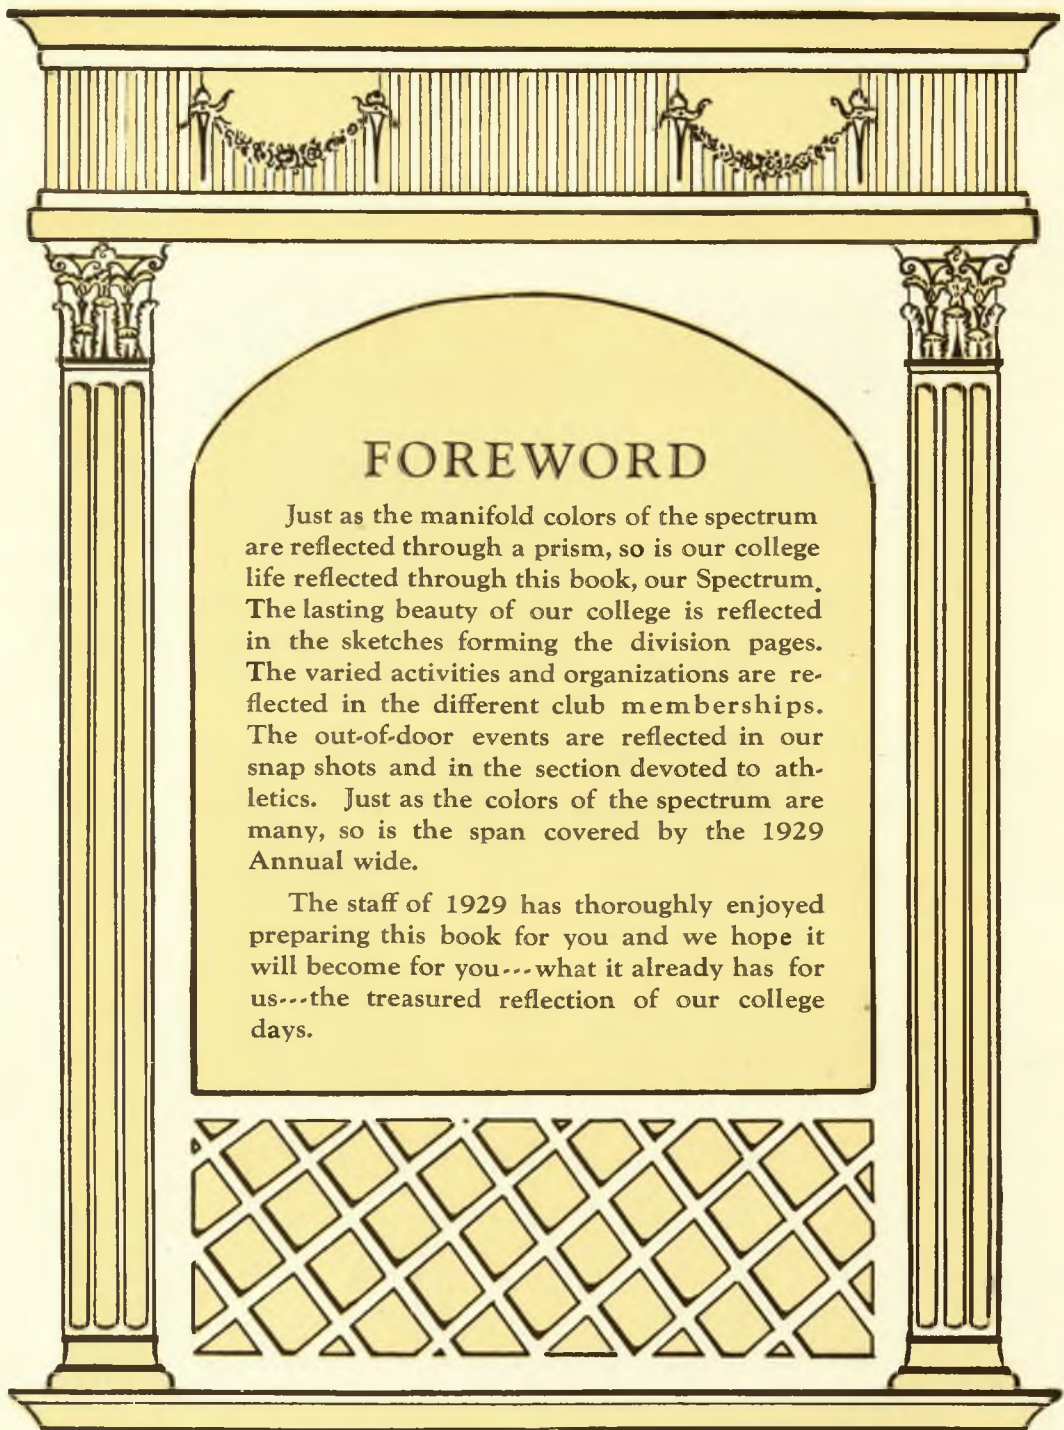 FOREWORD
Just as the manifold colors of the spectrum
are reflected through a prism, so is our college
life reflected through this book, our Spectrum.
The lasting beauty of our college is reflected
in the sketches forming the division pages.
The varied activities and organizations are re-
flected in the different club memberships.
The out-of-door events are reflected in our
snap shots and in the section devoted to ath-
letics. Just as the colors of the spectrum are
many, so is the span covered by the 1929
Annual wide.
The staff of 1929 has thoroughly enjoyed
preparing this book for you and we hope it
will become for you---what it already has for
us---the treasured reflection of our college
days.